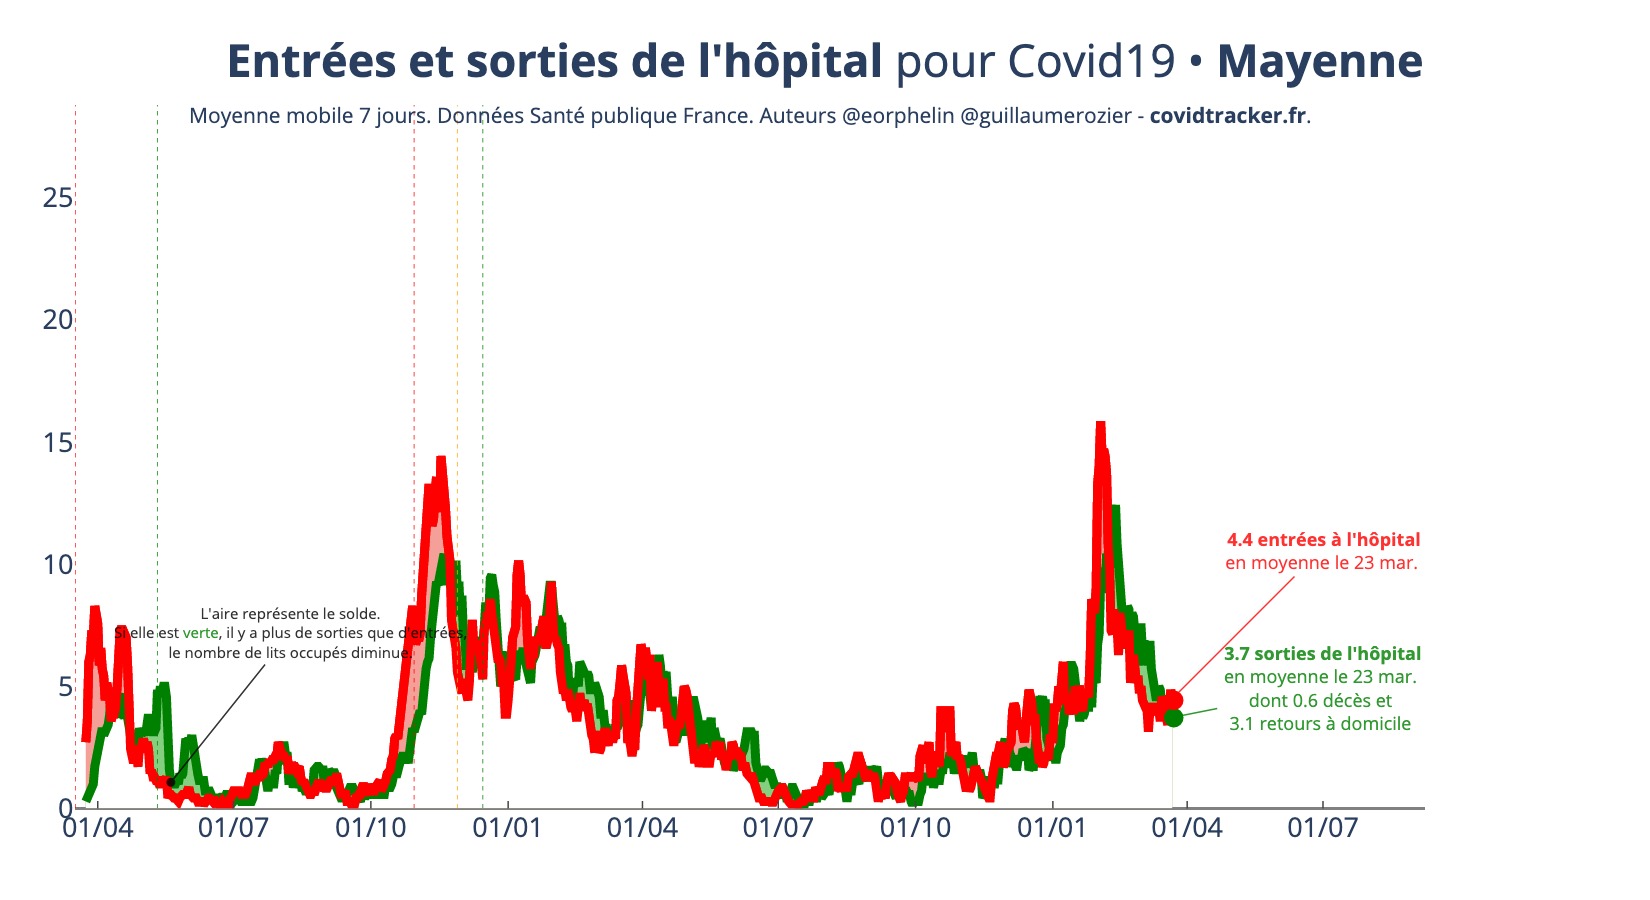 Entrées et sorties de l'hôpital pour Covid19 • Mayenne
Moyenne mobile 7 jours. Données Santé publique France. Auteurs @eorphelin @guillaumerozier - covidtracker.fr.
25
20
15
10
5
0
4.4 entrées à l'hôpital
en moyenne le 23 mar.
L'aire représente le solde.
Si elle est verte, il y a plus de sorties que d'entrées,
le nombre de lits occupés diminue.
3.7 sorties de l'hôpital
en moyenne le 23 mar.
dont 0.6 décès et
3.1 retours à domicile
01/04 01/07 01/10 01/01 01/04 01/07 01/10 01/01 01/04 01/07